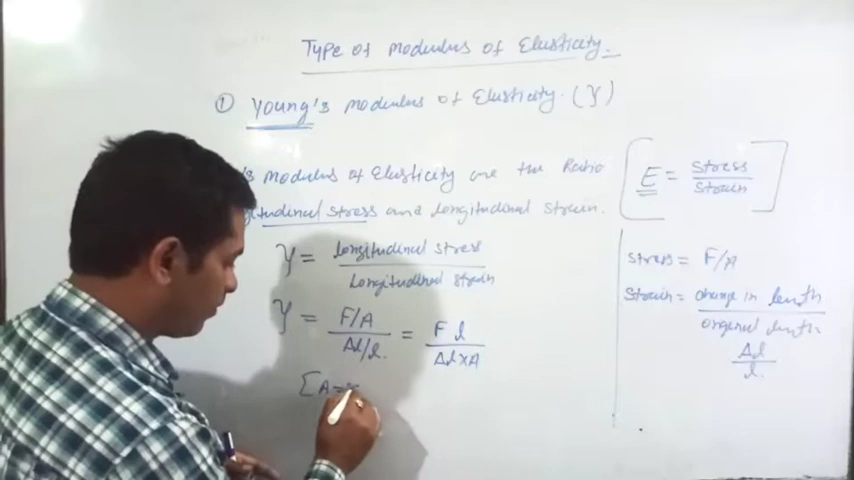 Type of modulus of Elasticity.
① Young's modulus of Elasticity. (Y)
's modulus of Elasticity are the Ratio
gitudinal stress and longitudinal strain.
[E = Stress / Strain]
Y = longitudinal stress / Longitudinal strain
Y = F/A / Δl/l. = F l / Δl×A
[A =
Stress = F/A
Strain = change in length / original length
Δl / l.